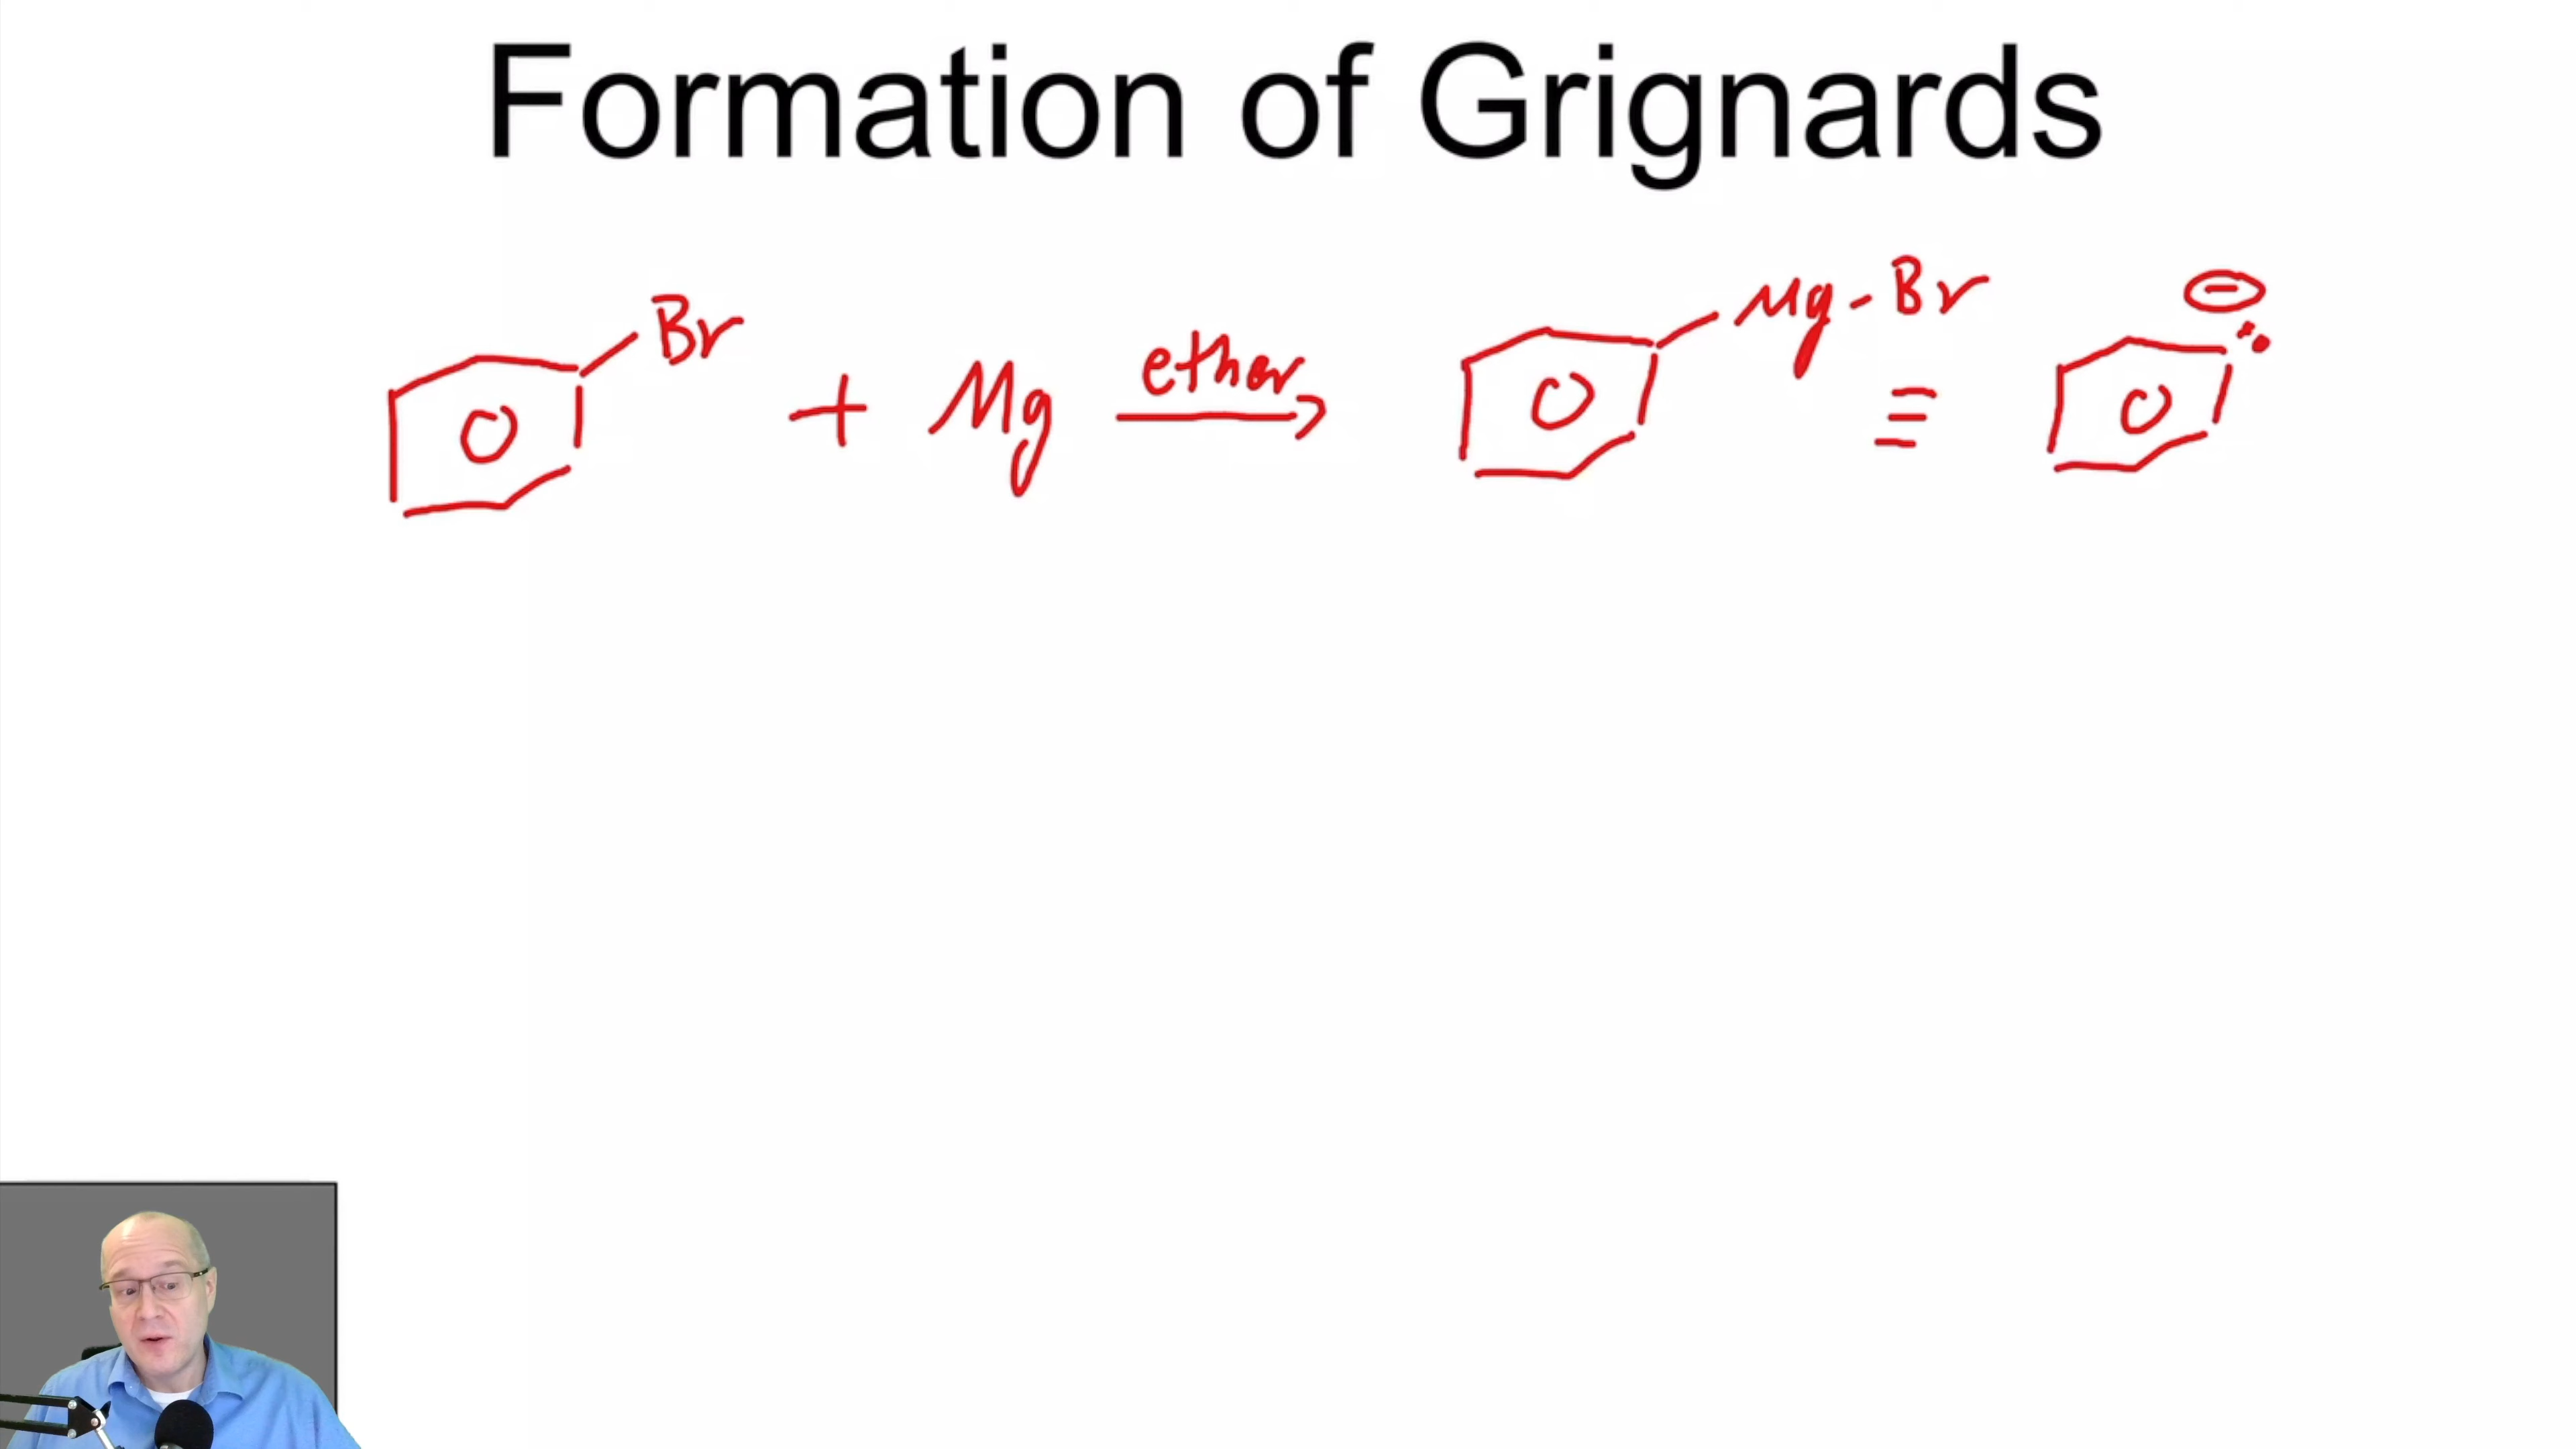 Formation of Grignards
Br + Mg ether Mg-Br ≡ ⊖